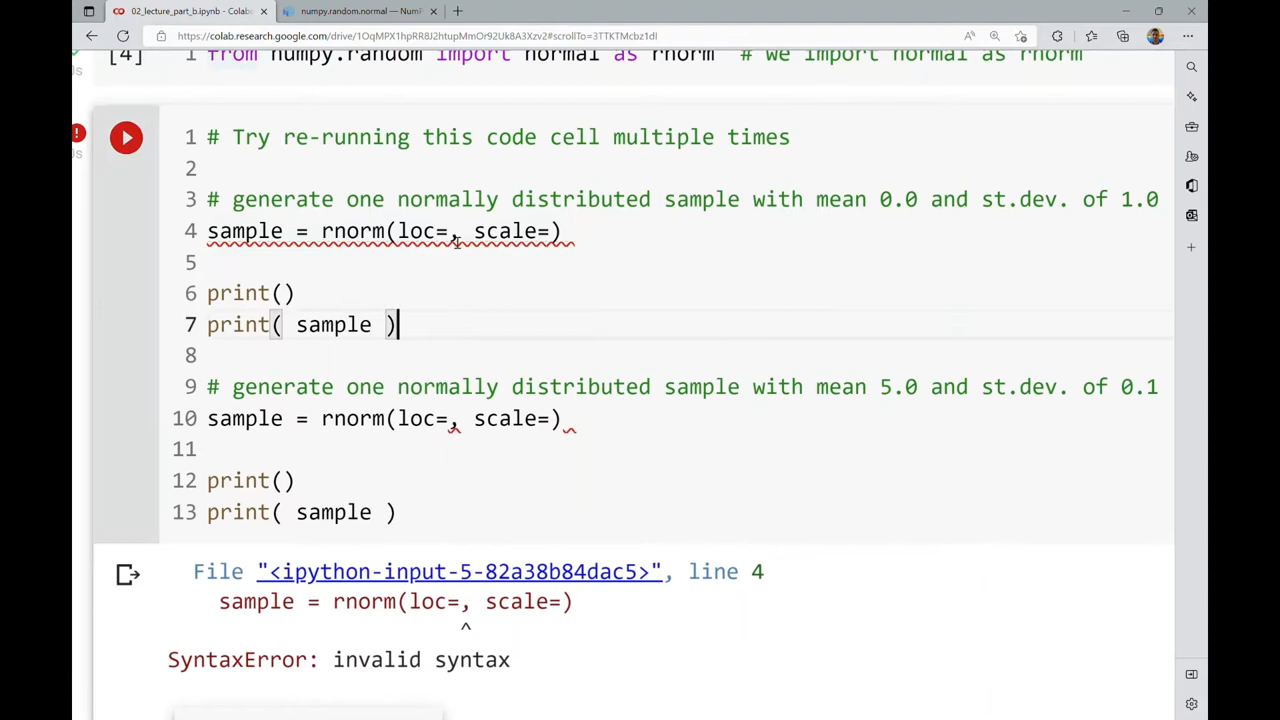 02_lecture_part_b.ipynb - Colab
numpy.random.normal — NumP
https://colab.research.google.com/drive/1OqMPX1hpRR8J2htupMmOr92Uk8A3Xzv2#scrollTo=3TTKTMcbz1dI
[4] 1 from numpy.random import normal as rnorm # we import normal as rnorm
1 # Try re-running this code cell multiple times
2
3 # generate one normally distributed sample with mean 0.0 and st.dev. of 1.0
4 sample = rnorm(loc=, scale=)
5
6 print()
7 print( sample )
8
9 # generate one normally distributed sample with mean 5.0 and st.dev. of 0.1
10 sample = rnorm(loc=, scale=)
11
12 print()
13 print( sample )
File "<ipython-input-5-82a38b84dac5>", line 4
sample = rnorm(loc=, scale=)
^
SyntaxError: invalid syntax